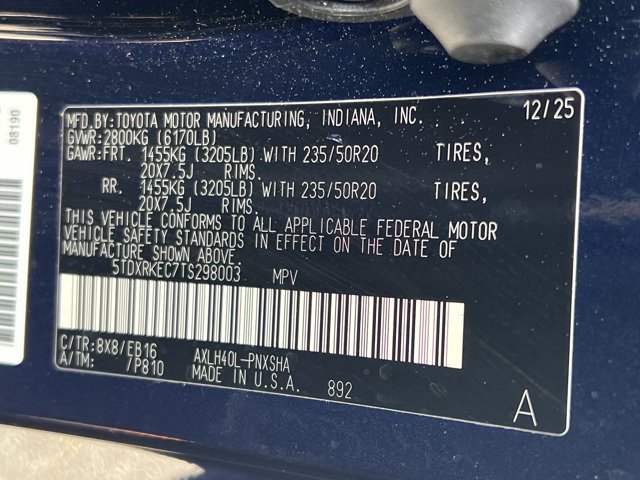 MFD.BY:TOYOTA MOTOR MANUFACTURING, INDIANA, INC. 12/25
GVWR:2800KG (6170LB)
GAWR:FRT. 1455KG (3205LB) WITH 235/50R20 TIRES,
20X7.5J RIMS.
RR. 1455KG (3205LB) WITH 235/50R20 TIRES,
20X7.5J RIMS.
THIS VEHICLE CONFORMS TO ALL APPLICABLE FEDERAL MOTOR
VEHICLE SAFETY STANDARDS IN EFFECT ON THE DATE OF
MANUFACTURE SHOWN ABOVE.
5TDXRKEC7TS298003 MPV
C/TR:8X8/EB16 AXLH40L-PNXSHA
A/TM: /P810 MADE IN U.S.A. 892
A
08190